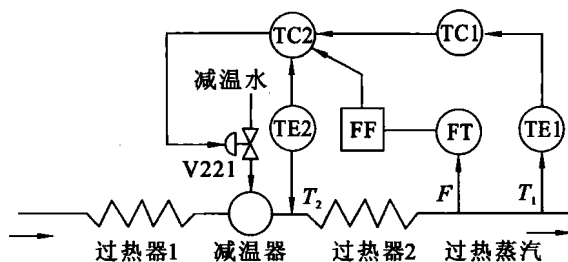 TC2
TC1
减温水
TE2
FF
FT
TE1
V221
T₂
F
T₁
过热器1
减温器
过热器2
过热蒸汽